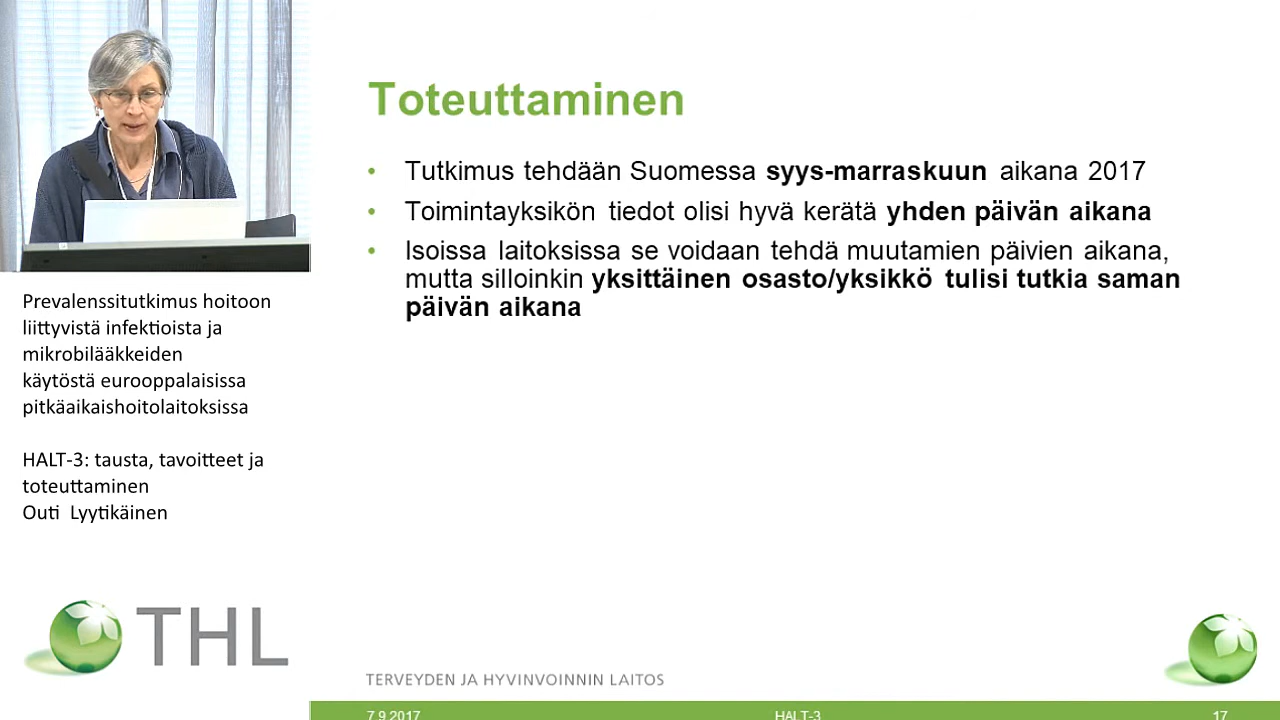 Toteuttaminen
• Tutkimus tehdään Suomessa syys-marraskuun aikana 2017
• Toimintayksikön tiedot olisi hyvä kerätä yhden päivän aikana
• Isoissa laitoksissa se voidaan tehdä muutamien päivien aikana,
mutta silloinkin yksittäinen osasto/yksikkö tulisi tutkia saman
päivän aikana
Prevalenssitutkimus hoitoon
liittyvistä infektioista ja
mikrobilääkkeiden
käytöstä eurooppalaisissa
pitkäaikaishoitolaitoksissa
HALT-3: tausta, tavoitteet ja
toteuttaminen
Outi Lyytikäinen
THL
TERVEYDEN JA HYVINVOINNIN LAITOS
7.9.2017
HALT-3
17